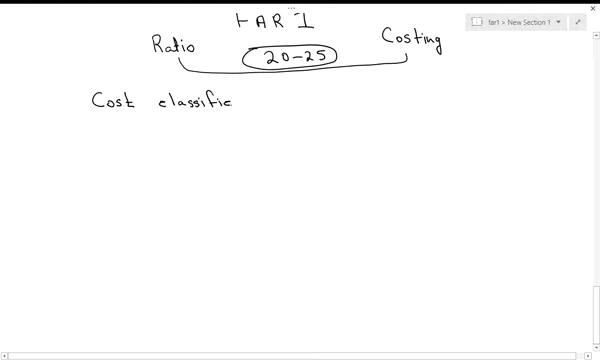 FAR I
far1 > New Section 1
Ratio 20-25 Costing
Cost classific